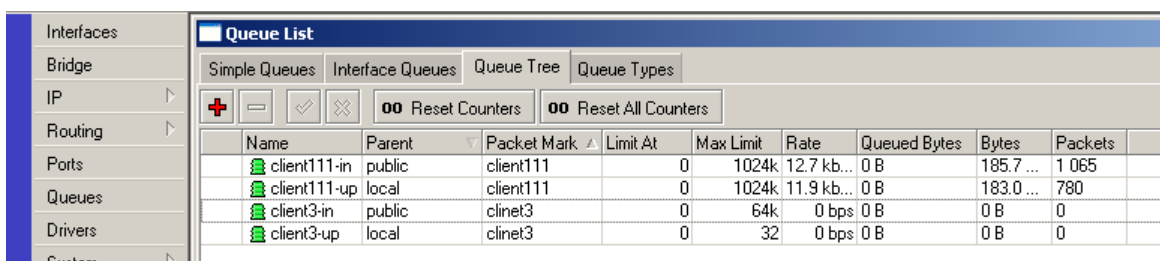 Interfaces
Bridge
IP
Routing
Ports
Queues
Drivers
Queue List
Simple Queues Interface Queues Queue Tree Queue Types
00 Reset Counters 00 Reset All Counters
Name Parent Packet Mark Limit At Max Limit Rate Queued Bytes Bytes Packets
client111-in public client111 0 1024k 12.7 kb... 0 B 185.7 ... 1 065
client111-up local client111 0 1024k 11.9 kb... 0 B 183.0 ... 780
client3-in public clinet3 0 64k 0 bps 0 B 0 B 0
client3-up local clinet3 0 32 0 bps 0 B 0 B 0